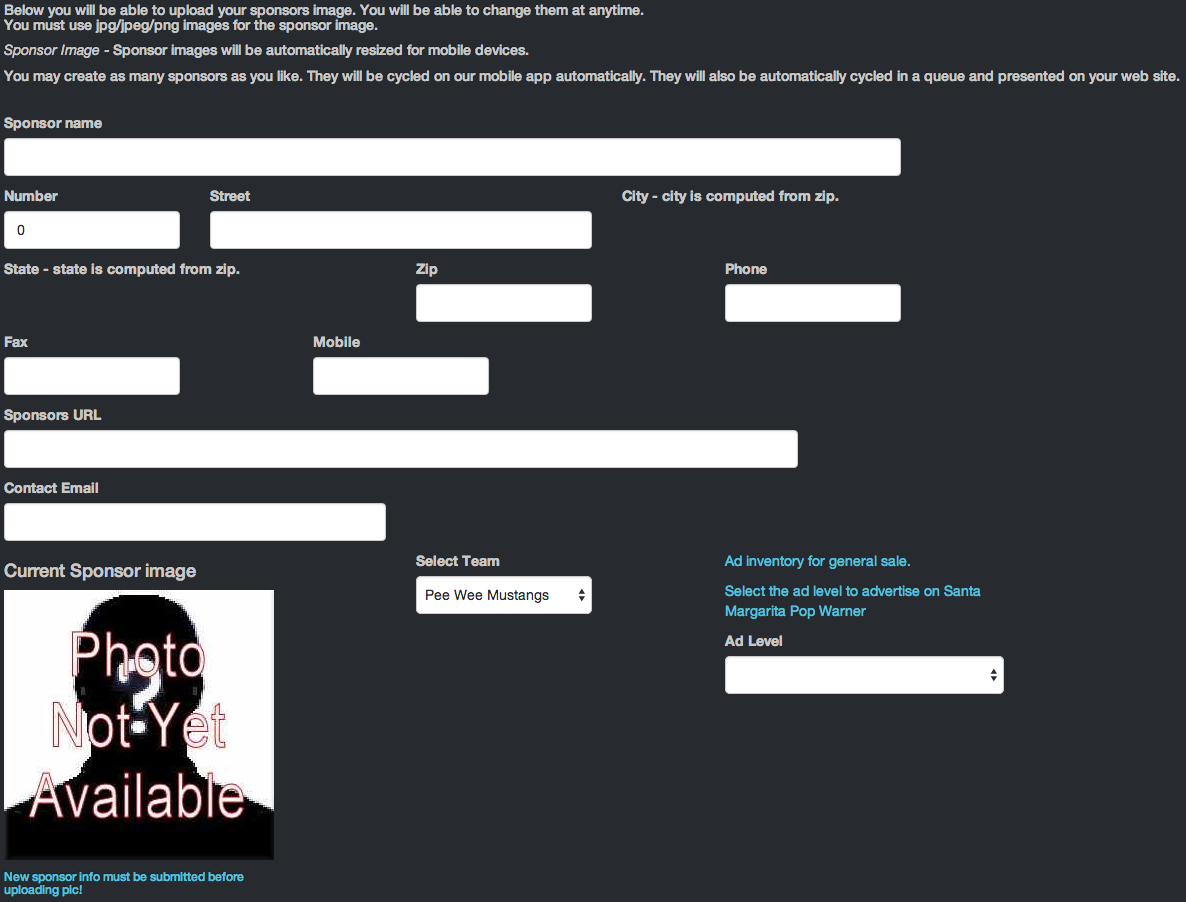 Below you will be able to upload your sponsors image. You will be able to change them at anytime.
You must use jpg/jpeg/png images for the sponsor image.
Sponsor Image - Sponsor images will be automatically resized for mobile devices.
You may create as many sponsors as you like. They will be cycled on our mobile app automatically. They will also be automatically cycled in a queue and presented on your web site.
Sponsor name
Number
Street
City - city is computed from zip.
0
State - state is computed from zip.
Zip
Phone
Fax
Mobile
Sponsors URL
Contact Email
Current Sponsor image
Select Team
Pee Wee Mustangs
Ad inventory for general sale.
Select the ad level to advertise on Santa
Margarita Pop Warner
Ad Level
Photo
?
Not Yet
Available
New sponsor info must be submitted before
uploading pic!